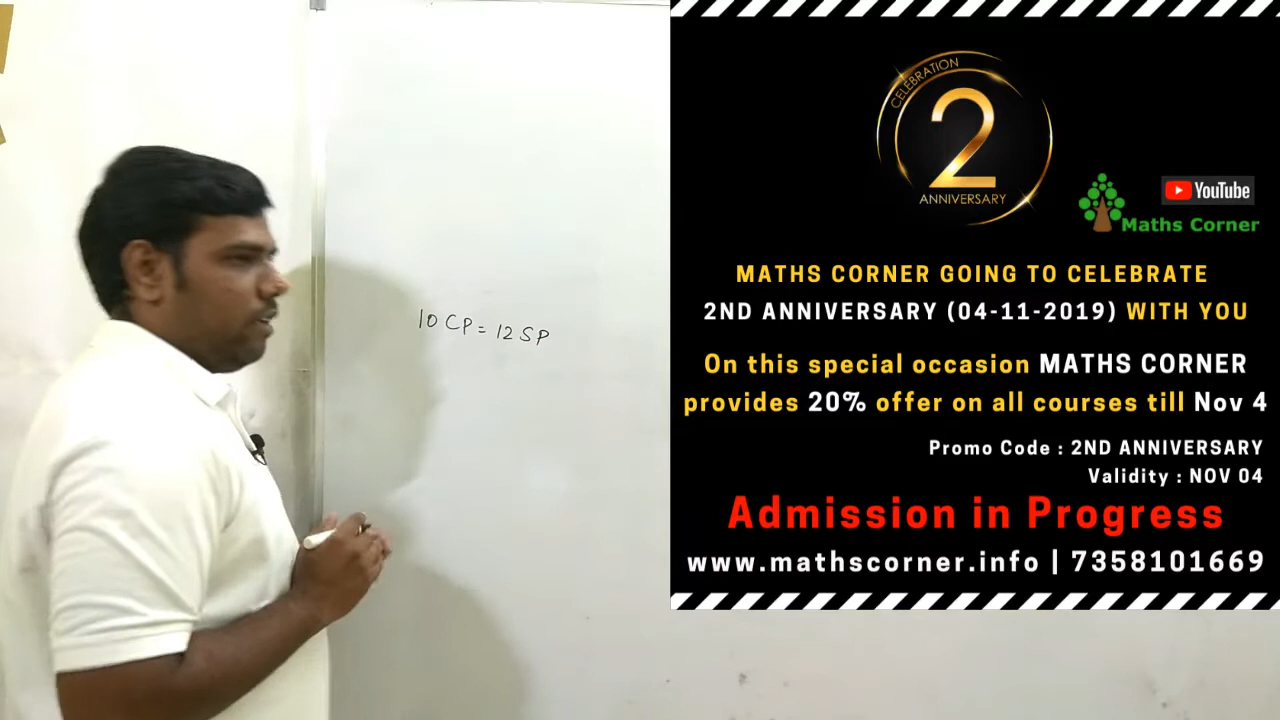 10 CP = 12 SP
CELEBRATION
2
ANNIVERSARY
YouTube
Maths Corner
MATHS CORNER GOING TO CELEBRATE
2ND ANNIVERSARY (04-11-2019) WITH YOU
On this special occasion MATHS CORNER
provides 20% offer on all courses till Nov 4
Promo Code : 2ND ANNIVERSARY
Validity : NOV 04
Admission in Progress
www.mathscorner.info | 7358101669